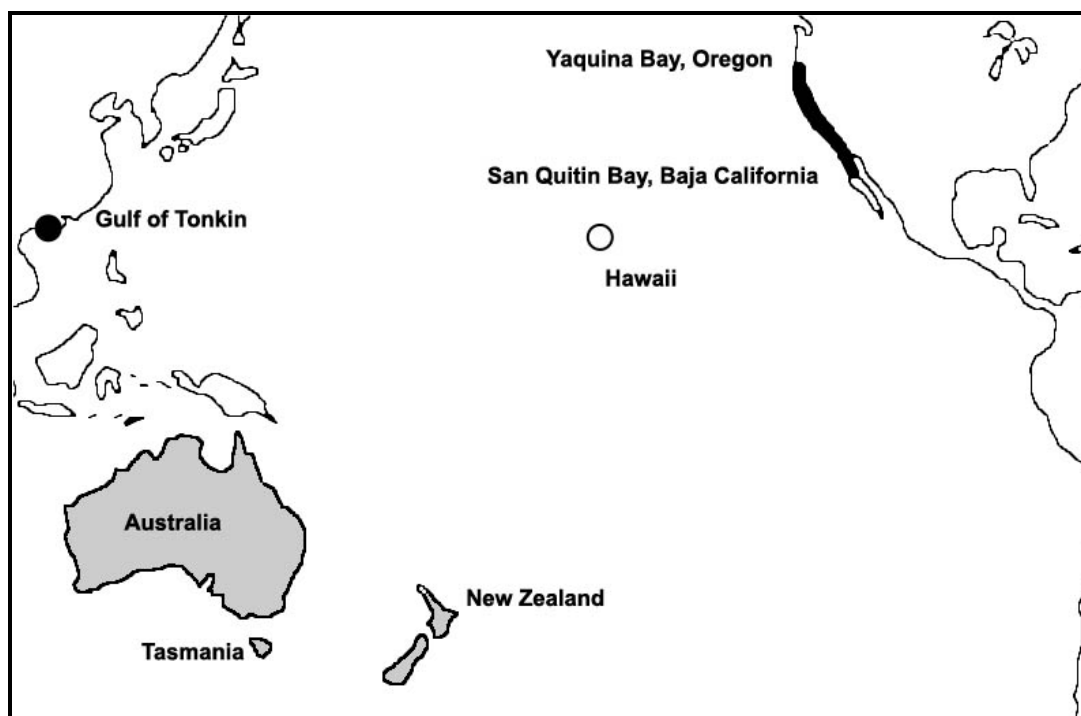 Yaquina Bay, Oregon
San Quitin Bay, Baja California
Gulf of Tonkin
Hawaii
Australia
New Zealand
Tasmania